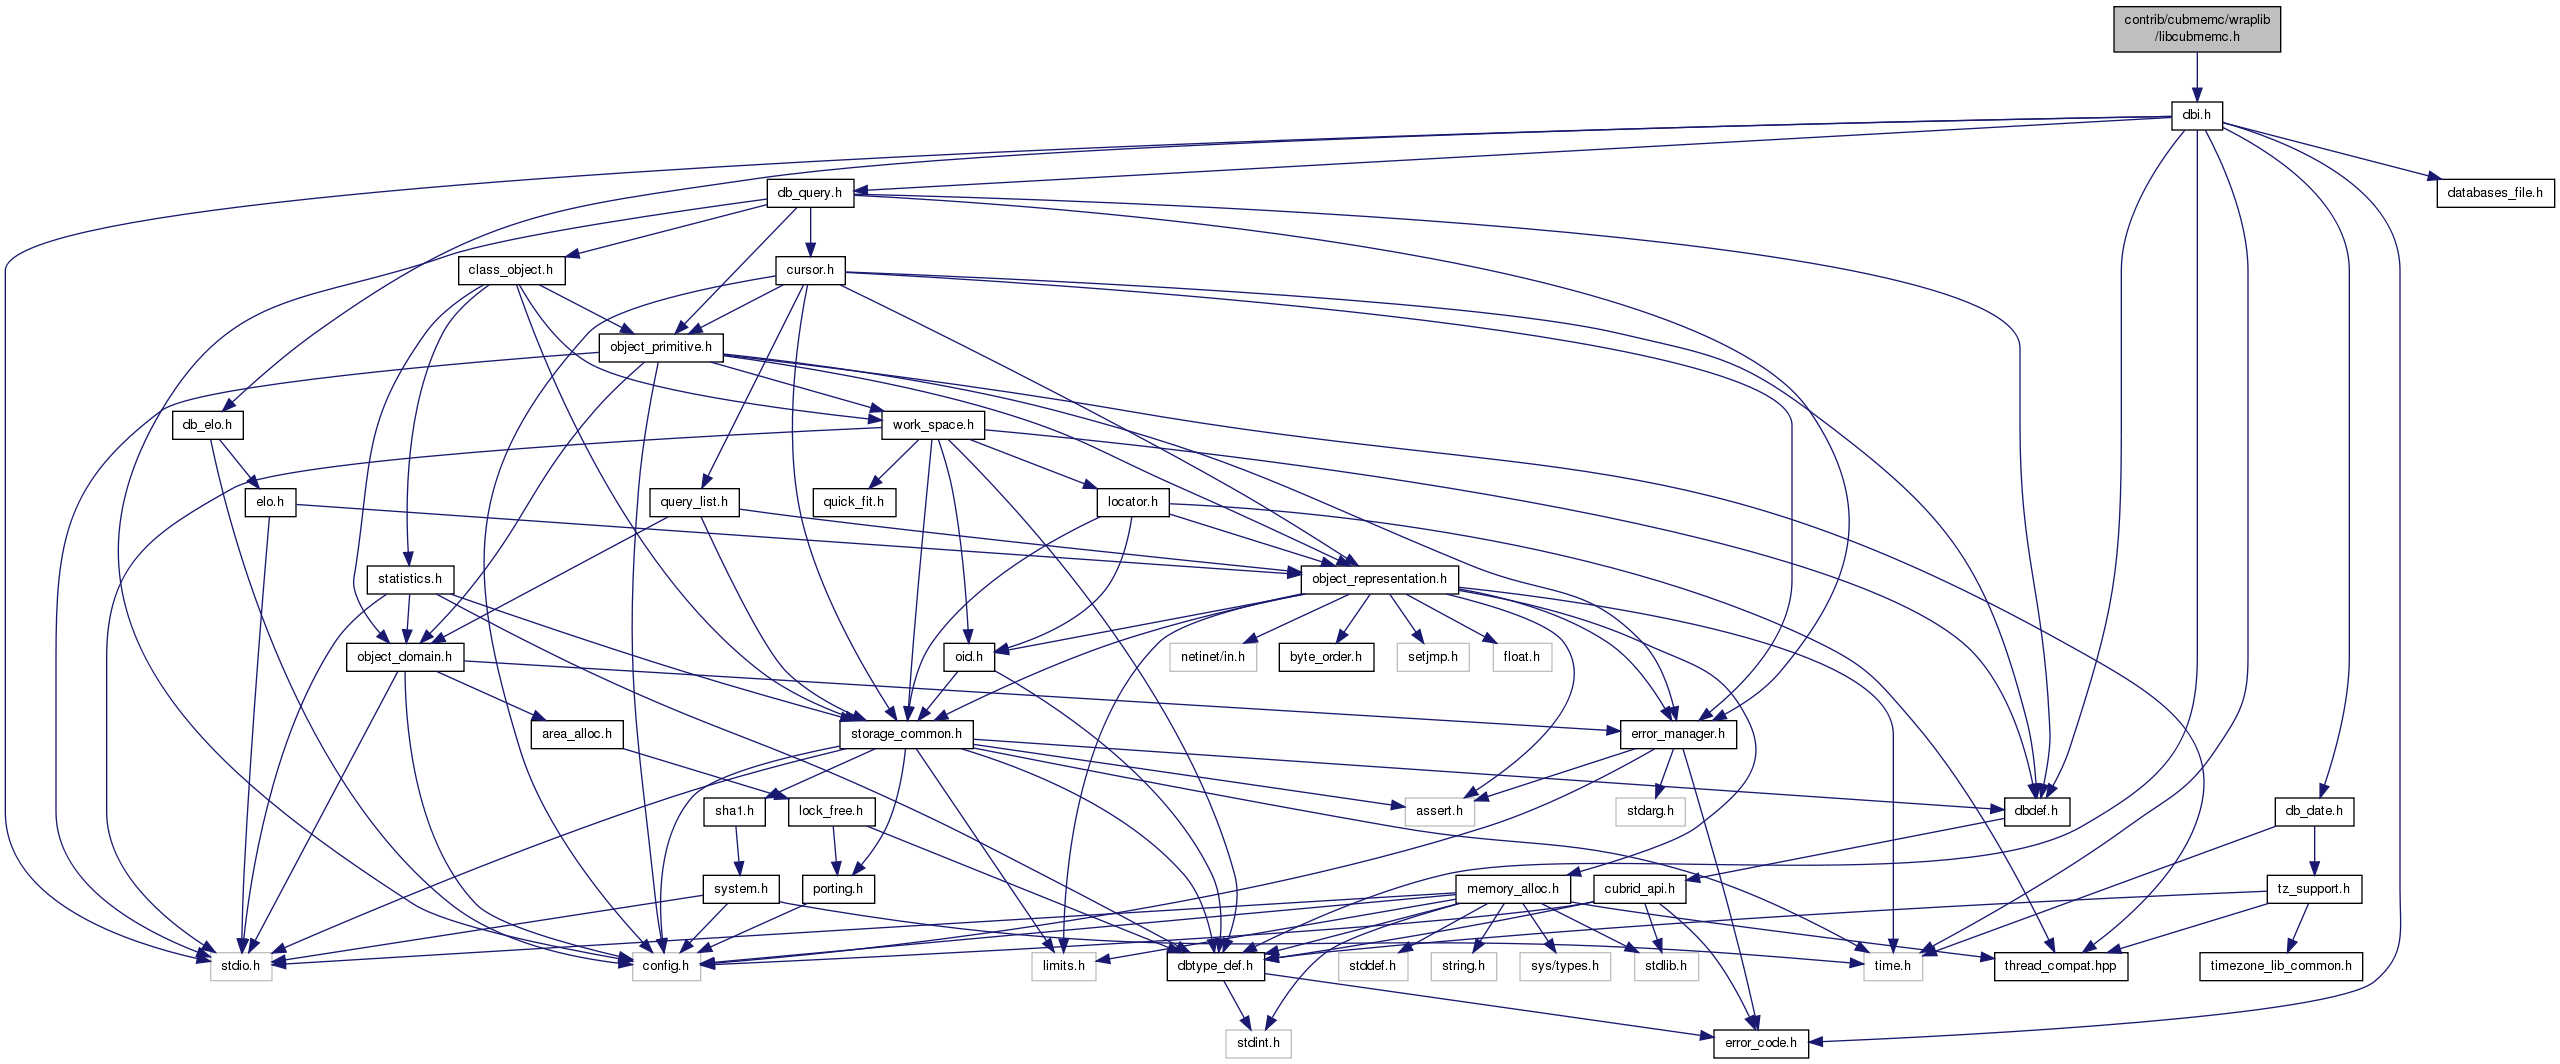 contrib/cubmemc/wraplib
/libcubmemc.h
dbi.h
db_query.h
databases_file.h
class_object.h
cursor.h
object_primitive.h
db_elo.h
work_space.h
elo.h
query_list.h
quick_fit.h
locator.h
statistics.h
object_representation.h
object_domain.h
oid.h
netinet/in.h
byte_order.h
setjmp.h
float.h
area_alloc.h
storage_common.h
error_manager.h
sha1.h
lock_free.h
assert.h
stdarg.h
dbdef.h
db_date.h
system.h
porting.h
memory_alloc.h
cubrid_api.h
tz_support.h
stdio.h
config.h
limits.h
dbtype_def.h
stddef.h
string.h
sys/types.h
stdlib.h
time.h
thread_compat.hpp
timezone_lib_common.h
stdint.h
error_code.h